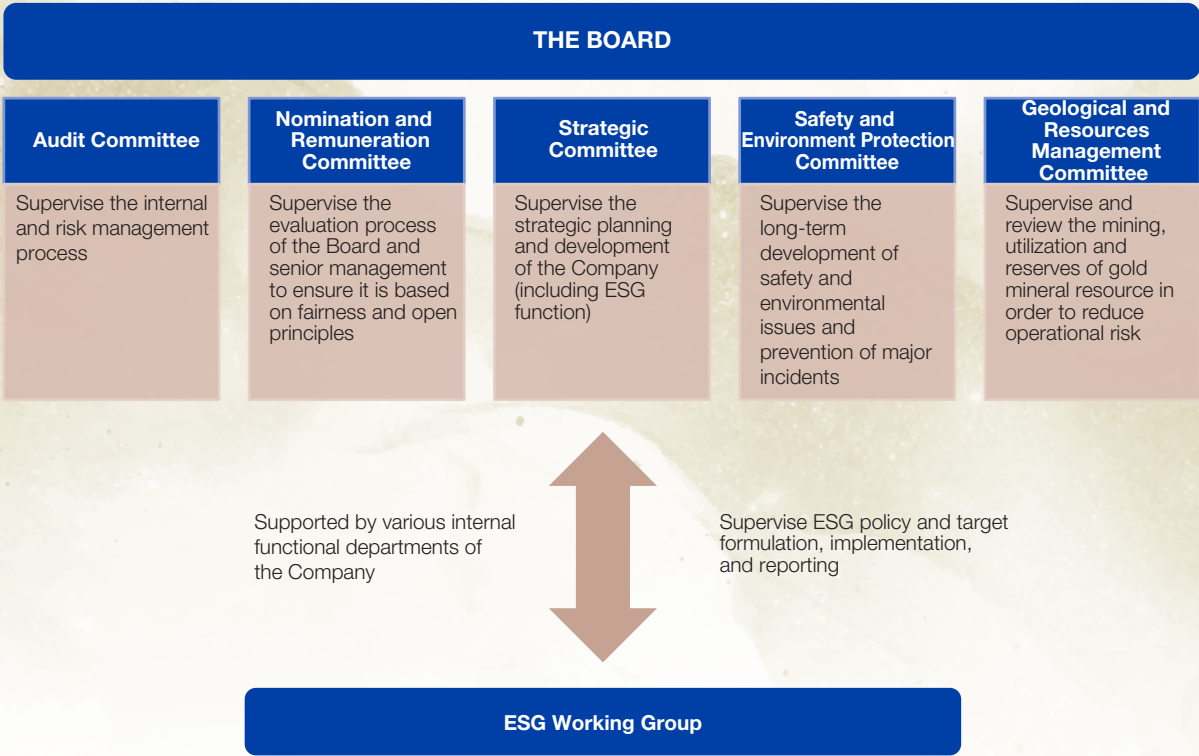 THE BOARD
Audit Committee
Supervise the internal
and risk management
process
Nomination and
Remuneration
Committee
Supervise the
evaluation process
of the Board and
senior management
to ensure it is based
on fairness and open
principles
Strategic
Committee
Supervise the
strategic planning
and development
of the Company
(including ESG
function)
Safety and
Environment Protection
Committee
Supervise the
long-term
development of
safety and
environmental
issues and
prevention of major
incidents
Geological and
Resources
Management
Committee
Supervise and
review the mining,
utilization and
reserves of gold
mineral resource in
order to reduce
operational risk
Supported by various internal
functional departments of
the Company
Supervise ESG policy and target
formulation, implementation,
and reporting
ESG Working Group